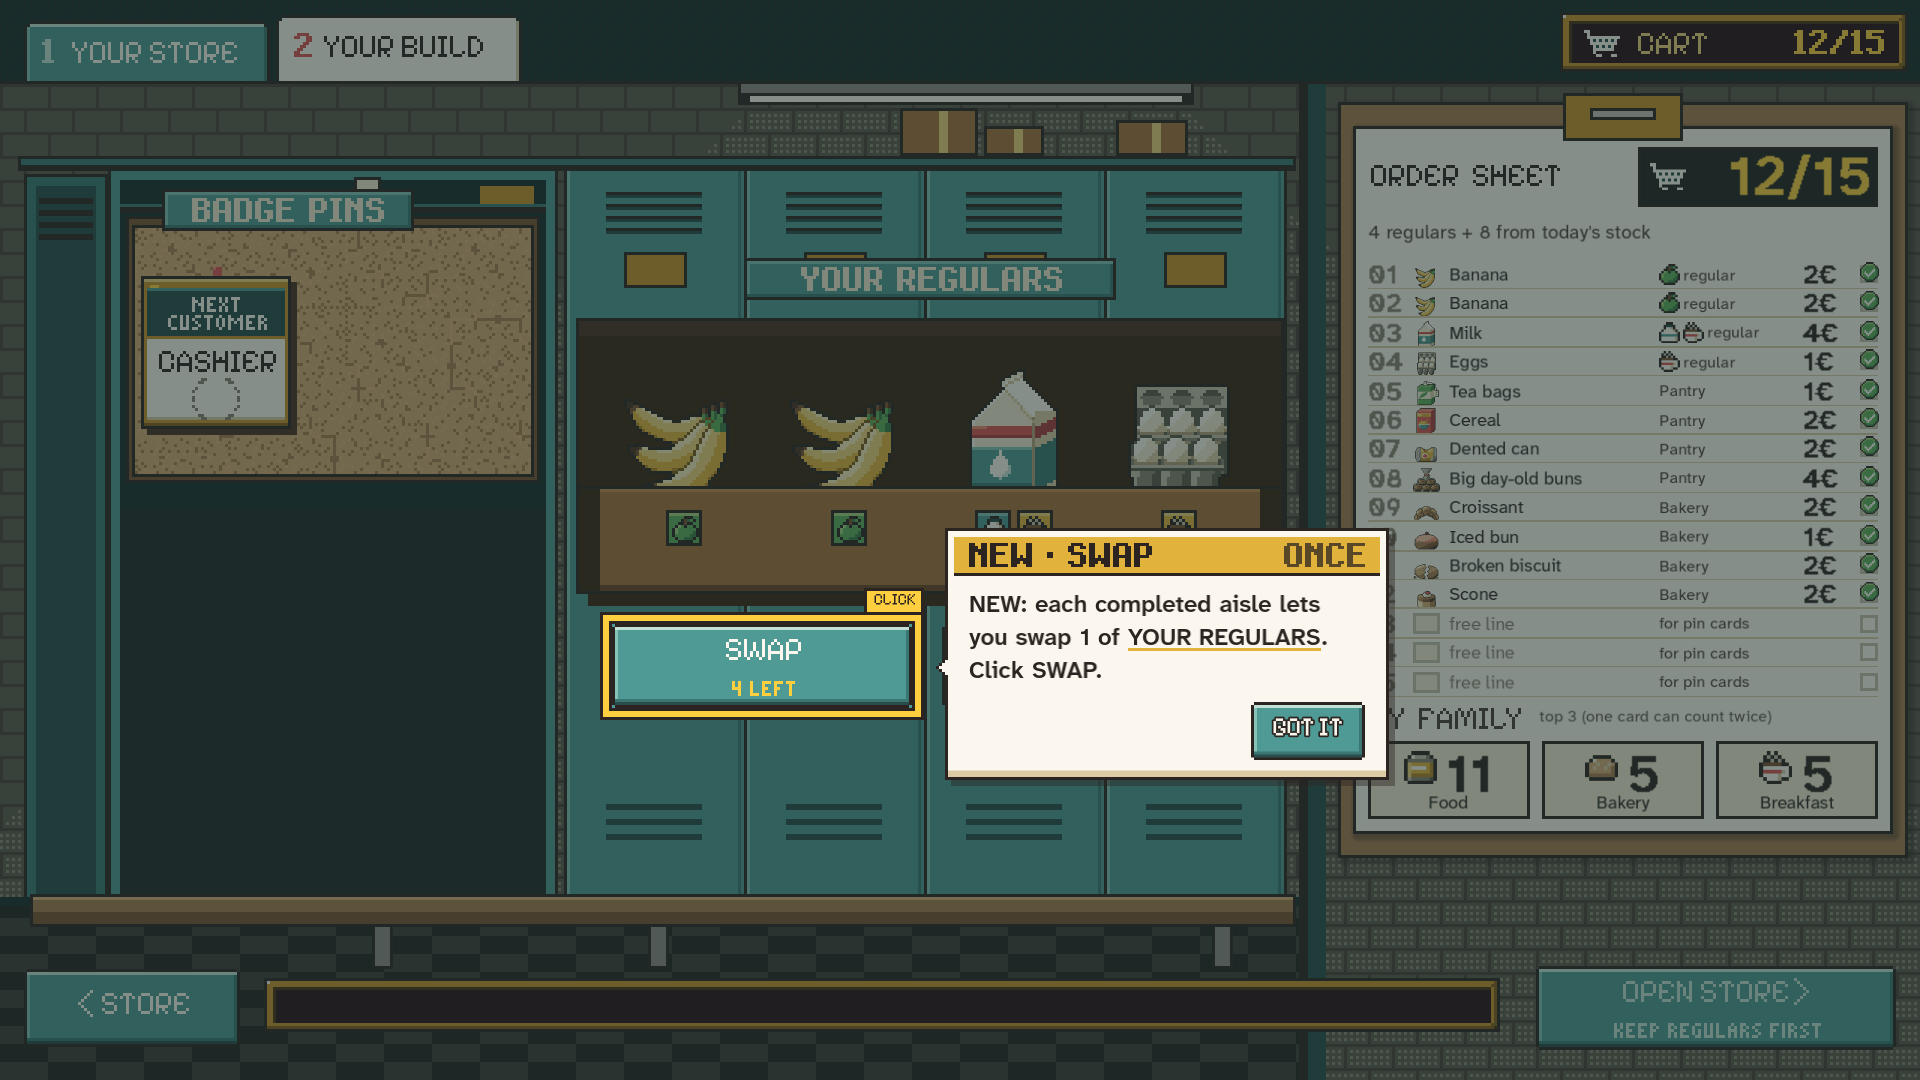 1 YOUR STORE
2 YOUR BUILD
CART 12/15
BADGE PINS
NEXT
CUSTOMER
CASHIER
YOUR REGULARS
CLICK
SWAP
4 LEFT
NEW · SWAP ONCE
NEW: each completed aisle lets
you swap 1 of YOUR REGULARS.
Click SWAP.
GOT IT
ORDER SHEET 12/15
4 regulars + 8 from today's stock
01 Banana regular 2€
02 Banana regular 2€
03 Milk regular 4€
04 Eggs regular 1€
05 Tea bags Pantry 1€
06 Cereal Pantry 2€
07 Dented can Pantry 2€
08 Big day-old buns Pantry 4€
09 Croissant Bakery 2€
Iced bun Bakery 1€
Broken biscuit Bakery 2€
Scone Bakery 2€
free line for pin cards
free line for pin cards
free line for pin cards
Y FAMILY top 3 (one card can count twice)
11 Food
5 Bakery
5 Breakfast
< STORE
OPEN STORE >
KEEP REGULARS FIRST